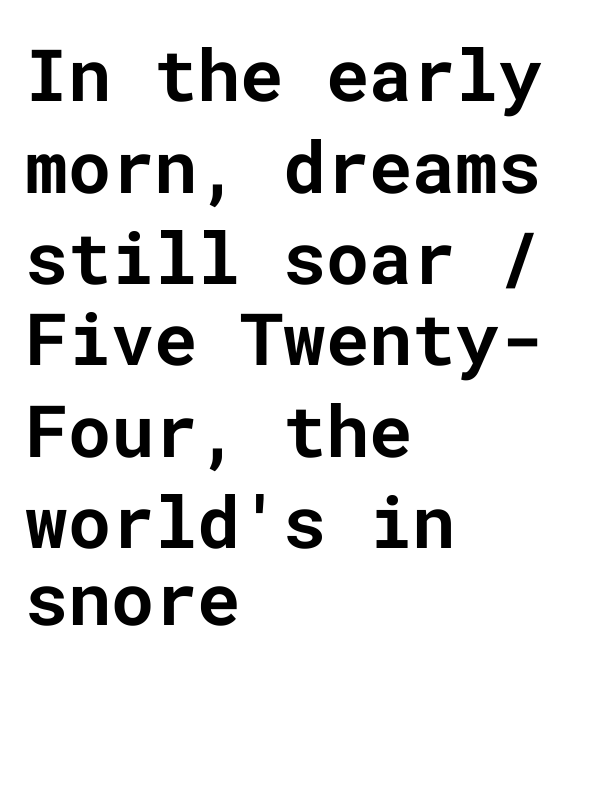 In the early
morn, dreams
still soar /
Five Twenty-
Four, the
world's in
snore